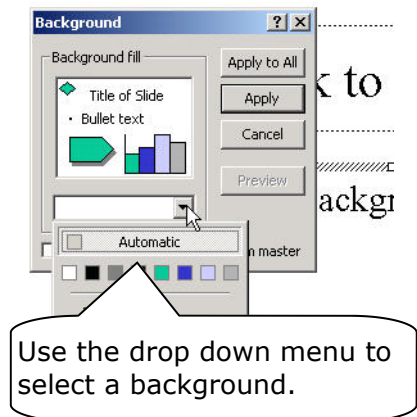 Background
Background fill
Title of Slide
• Bullet text
Apply to All
Apply
Cancel
Preview
Automatic
master
k to
Use the drop down menu to
select a background.